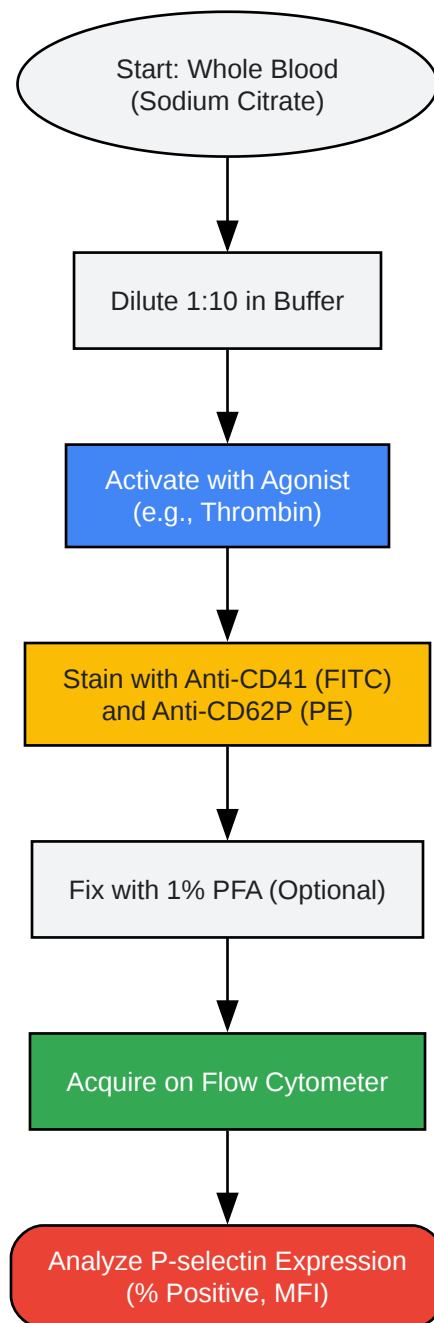 Start: Whole Blood
(Sodium Citrate)
Dilute 1:10 in Buffer
Activate with Agonist
(e.g., Thrombin)
Stain with Anti-CD41 (FITC)
and Anti-CD62P (PE)
Fix with 1% PFA (Optional)
Acquire on Flow Cytometer
Analyze P-selectin Expression
(% Positive, MFI)